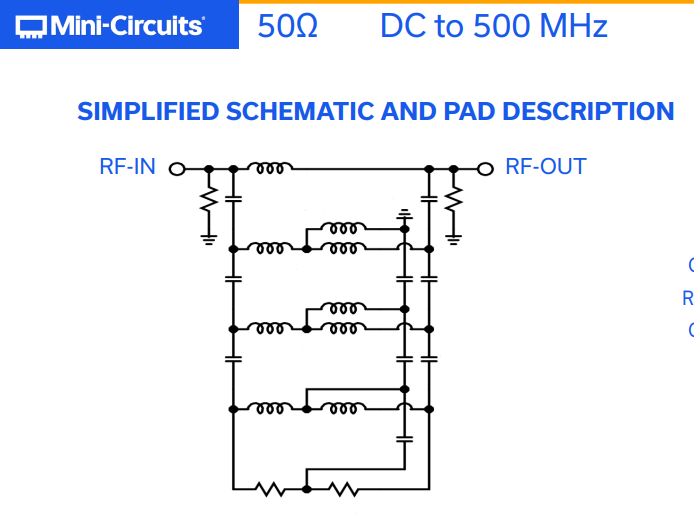 Mini-Circuits®
50Ω DC to 500 MHz
SIMPLIFIED SCHEMATIC AND PAD DESCRIPTION
RF-IN
RF-OUT
R